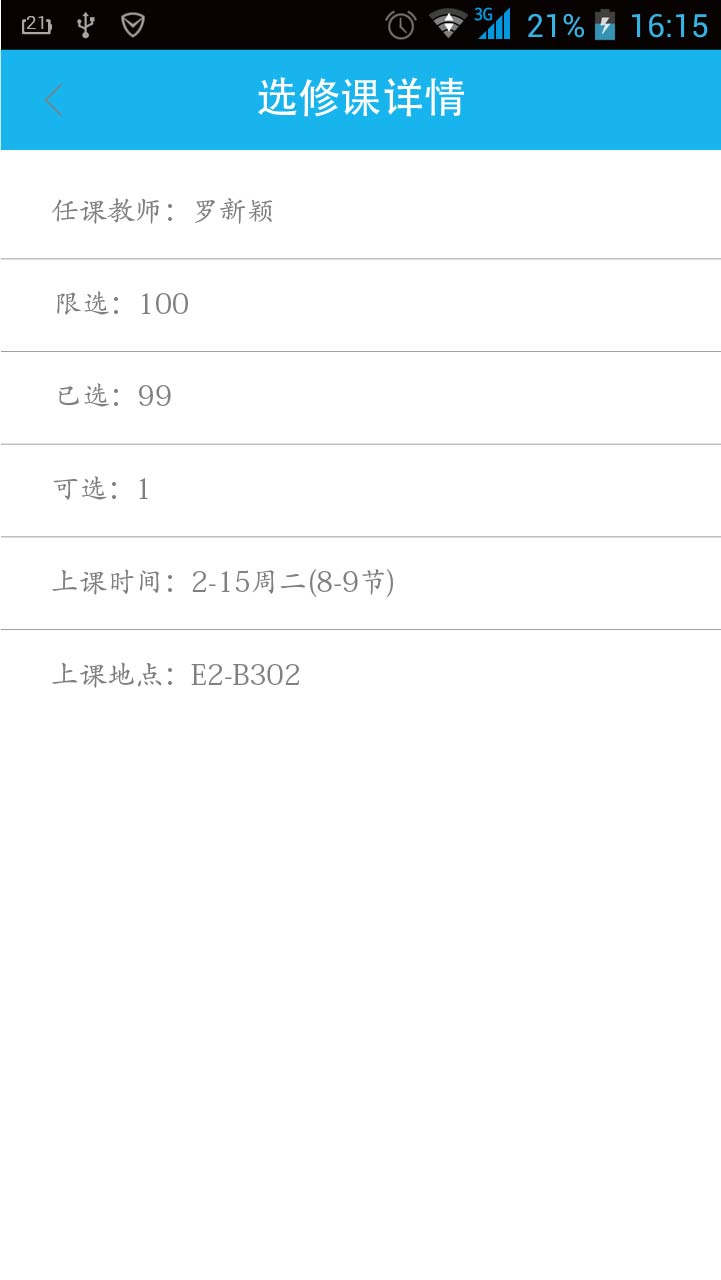 21 3G 21% 16:15
选修课详情
任课教师：罗新颖
限选：100
已选：99
可选：1
上课时间：2-15周二(8-9节)
上课地点：E2-B302